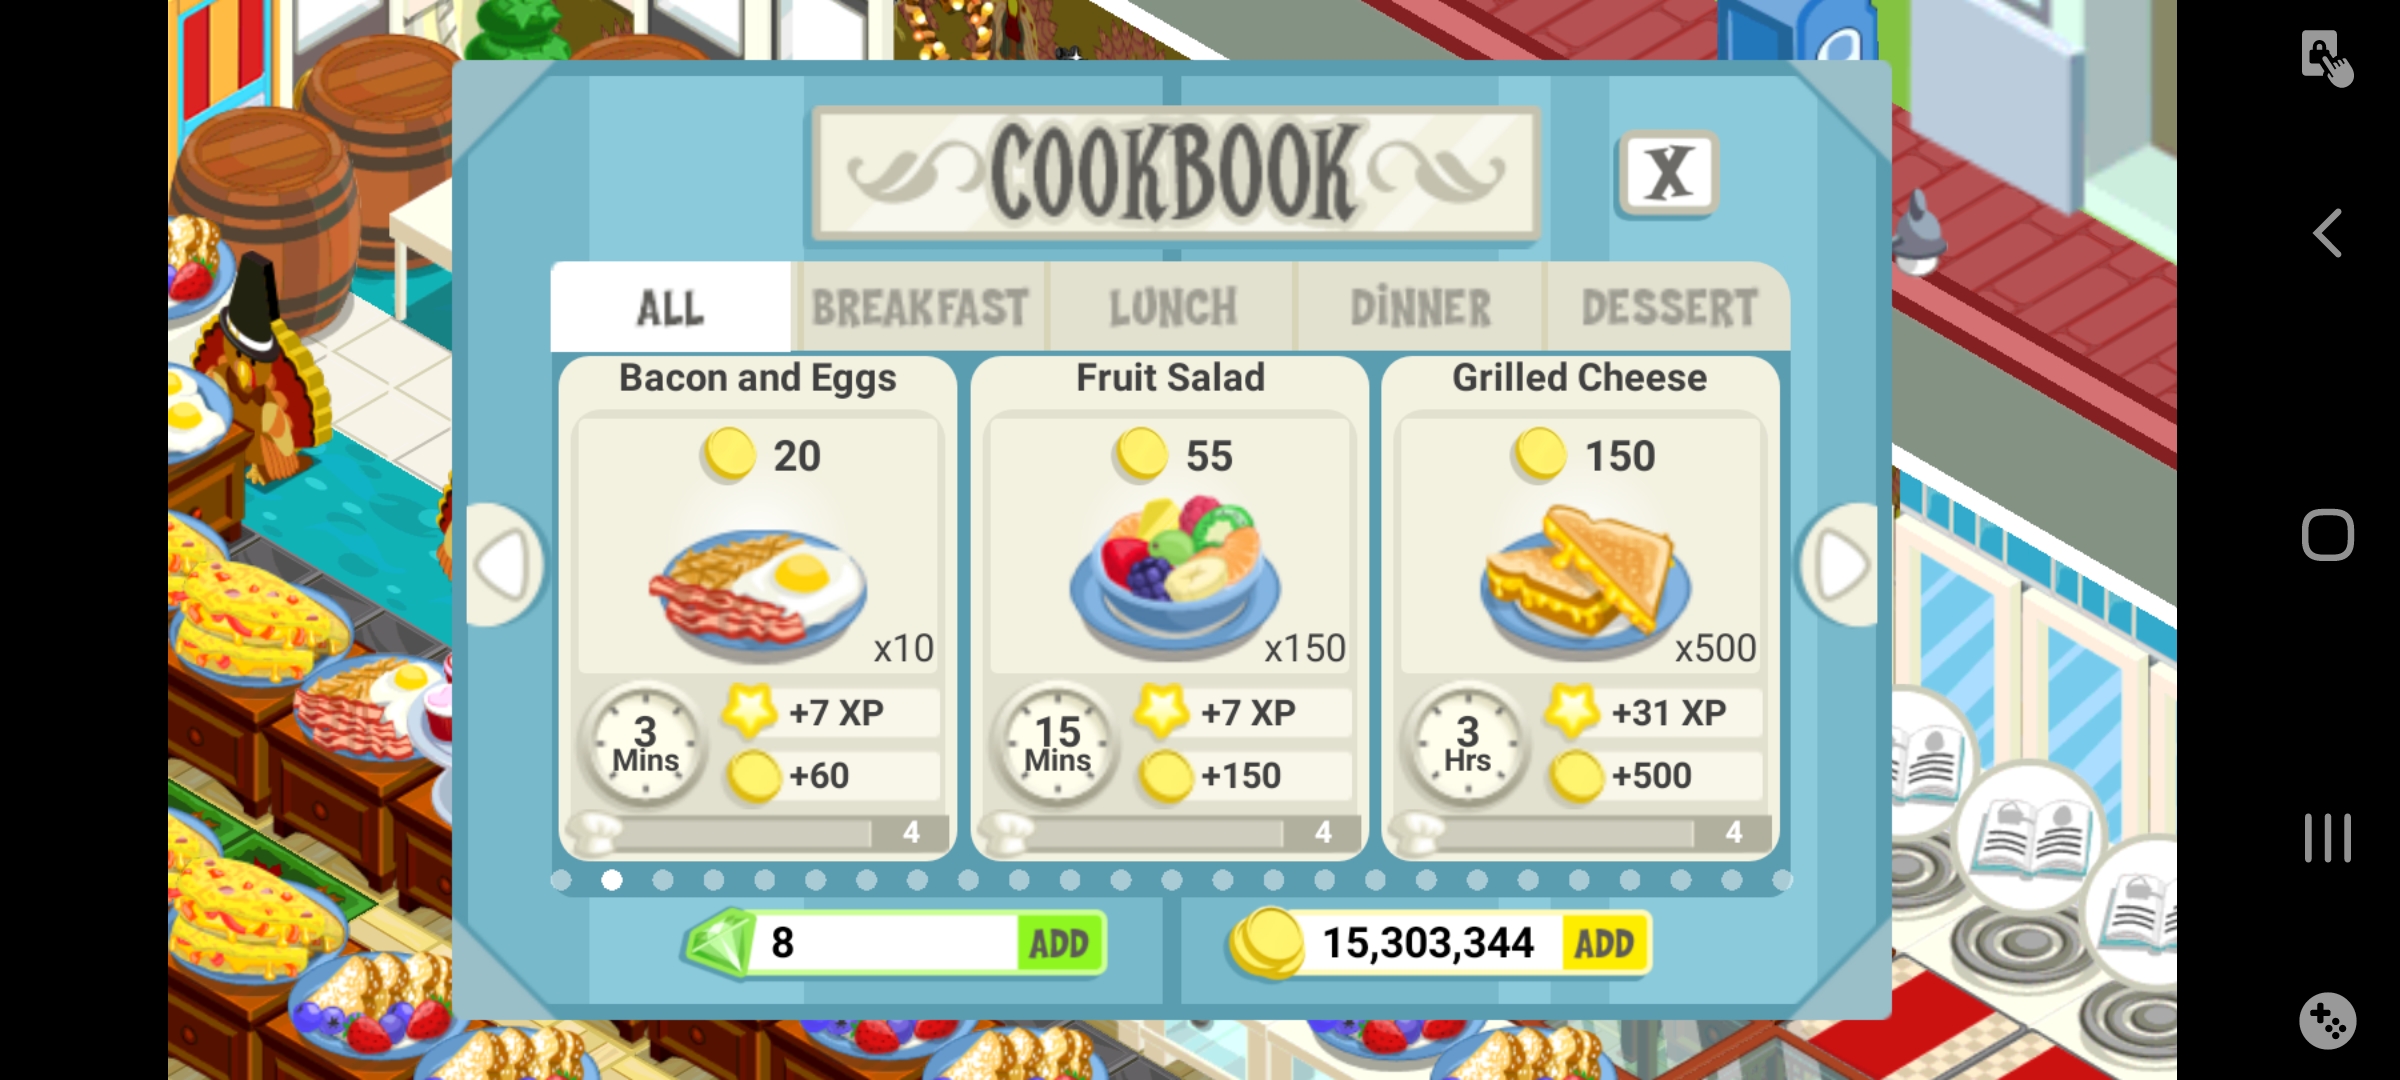 COOKBOOK
X
ALL BREAKFAST LUNCH DINNER DESSERT
Bacon and Eggs
20
x10
3 Mins
+7 XP
+60
4
Fruit Salad
55
x150
15 Mins
+7 XP
+150
4
Grilled Cheese
150
x500
3 Hrs
+31 XP
+500
4
8 ADD
15,303,344 ADD